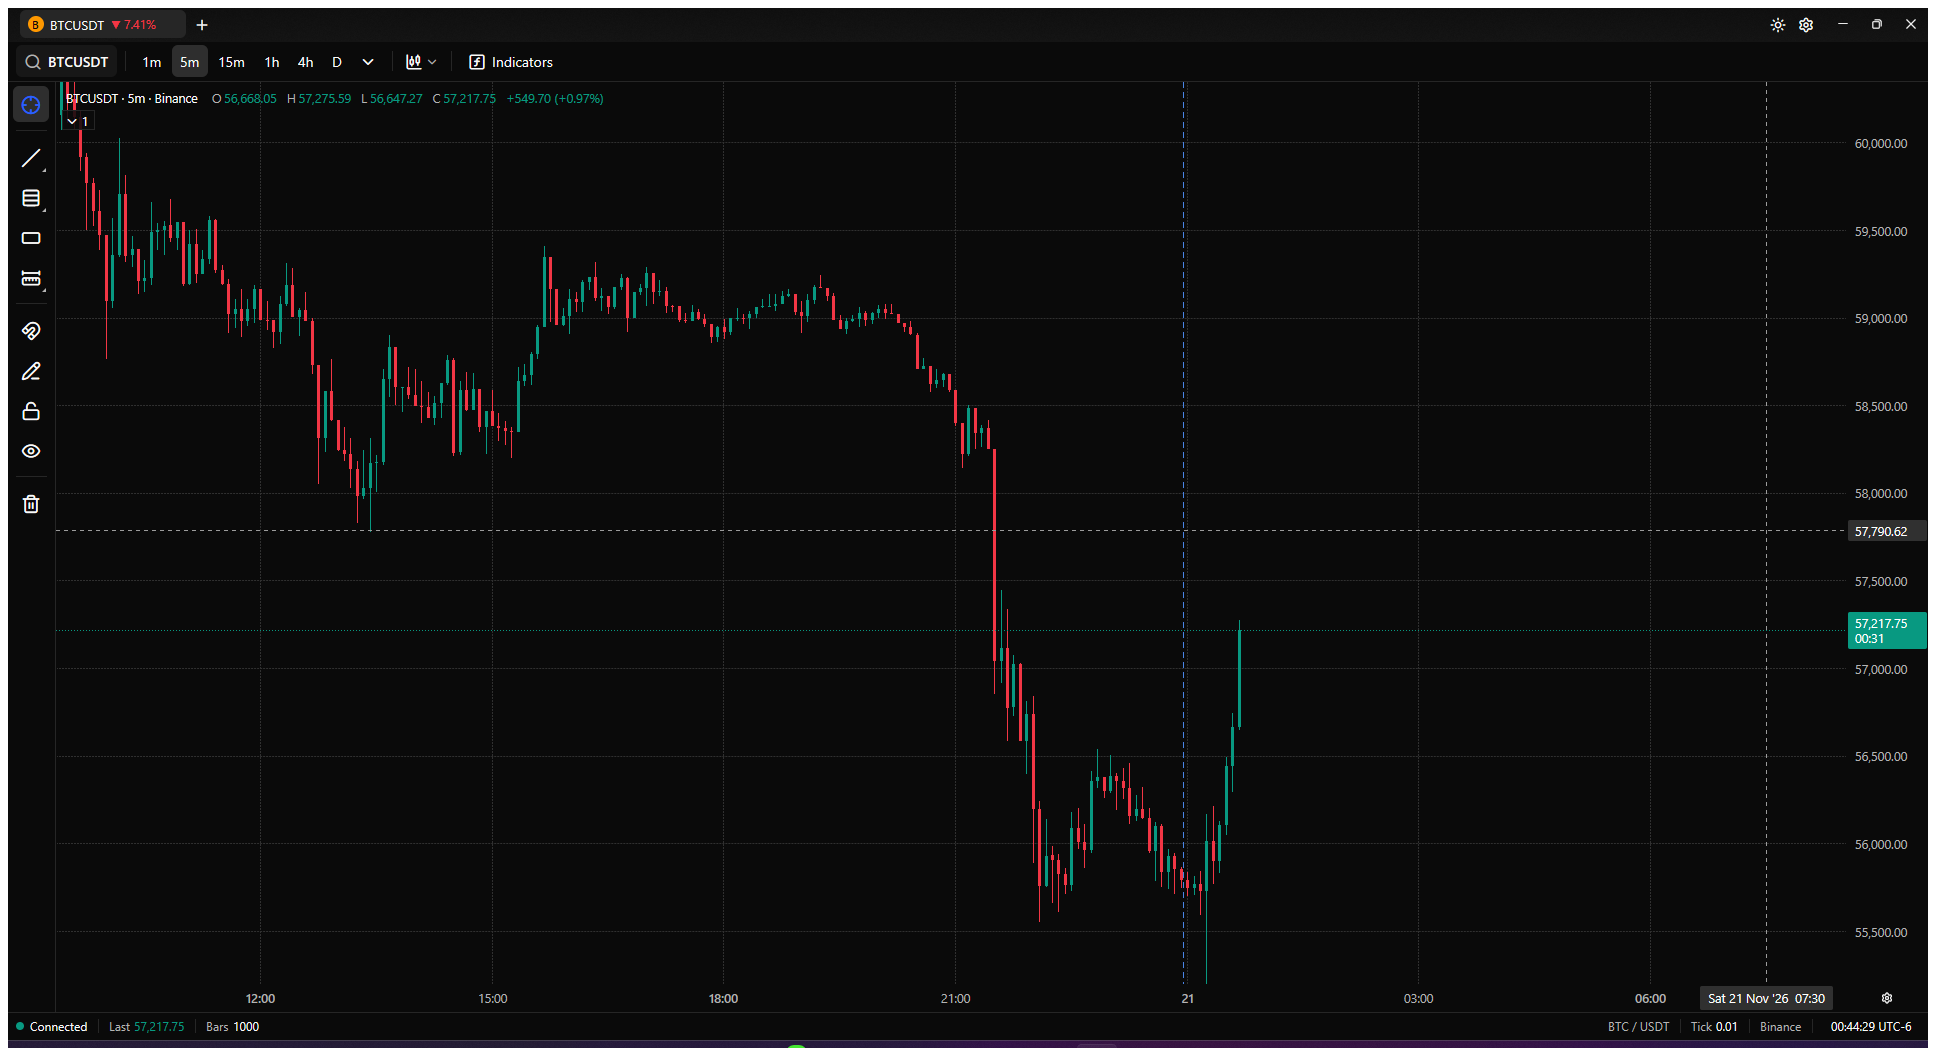 BTCUSDT ▼ 7.41% +
BTCUSDT 1m 5m 15m 1h 4h D Indicators
BTCUSDT · 5m · Binance O 56,668.05 H 57,275.59 L 56,647.27 C 57,217.75 +549.70 (+0.97%)
1
60,000.00
59,500.00
59,000.00
58,500.00
58,000.00
57,790.62
57,500.00
57,217.75
00:31
57,000.00
56,500.00
56,000.00
55,500.00
12:00 15:00 18:00 21:00 21 03:00 06:00 Sat 21 Nov '26 07:30
Connected Last 57,217.75 Bars 1000 BTC / USDT Tick 0.01 Binance 00:44:29 UTC-6